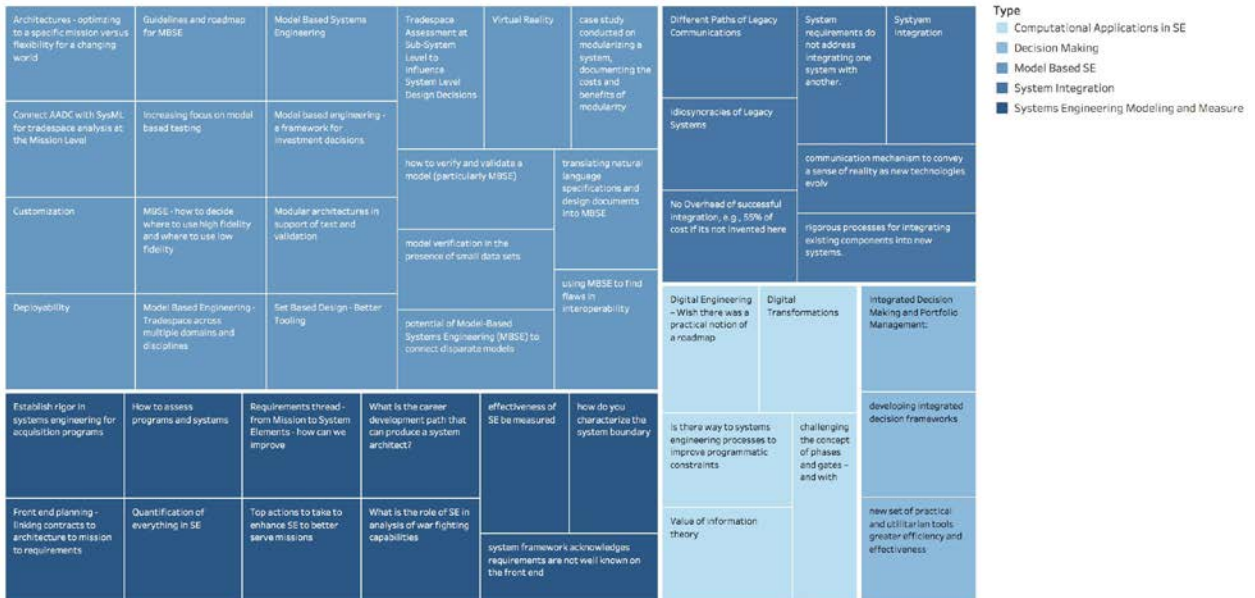 Architectures - optimizing
to a specific mission versus
flexibility for a changing
world
Guidelines and roadmap
for MBSE
Model Based Systems
Engineering
Tradespace -
Assessment at
Sub-System
Level to
Influence
System Level
Design Decisions
Virtual Reality
case study
conducted on
modularizing a
system,
documenting the
costs and
benefits of
modularity
Connect AADC with SysML
for tradespace analysis at
the Mission Level
Increasing focus on model
based testing
Model based engineering -
a framework for
investment decisions
how to verify and validate a
model (particularly MBSE)
translating natural
language
specifications and
design documents
into MBSE
Customization
MBSE - how to decide
where to use high fidelity
and where to use low
fidelity
Modular architectures in
support of test and
validation
model verification in the
presence of small data sets
using MBSE to find
flaws in
interoperability
Deployability
Model Based Engineering -
Tradespace across
multiple domains and
disciplines
Set Based Design - Better
Tooling
potential of Model-Based
Systems Engineering (MBSE) to
connect disparate models
Different Paths of Legacy
Communications
System
requirements do
not address
integrating one
system with
another.
Systyem
Integration
Idiosyncracies of Legacy
Systems
communication mechanism to convey
a sense of reality as new technologies
evolv
No Overhead of successful
integration, e.g., 55% of
cost if its not invented here
rigorous processes for integrating
existing components into new
systems.
Establish rigor in
systems engineering for
acquisition programs
How to assess
programs and systems
Requirements thread -
from Mission to System
Elements - how can we
improve
What is the career
development path that
can produce a system
architect?
effectiveness of
SE be measured
how do you
characterize the
system boundary
Front end planning -
linking contracts to
architecture to mission
to requirements
Quantification of
everything in SE
Top actions to take to
enhance SE to better
serve missions
What is the role of SE in
analysis of war fighting
capabilities
system framework acknowledges
requirements are not well known on
the front end
Digital Engineering
– Wish there was a
practical notion of
a roadmap
Digital
Transformations
Is there way to systems
engineering processes to
improve programmatic
constraints
challenging
the concept
of phases
and gates –
and with
Value of information
theory
Integrated Decision
Making and Portfolio
Management:
developing integrated
decision frameworks
new set of practical
and utilitarian tools
greater efficiency and
effectiveness
Type
Computational Applications in SE
Decision Making
Model Based SE
System Integration
Systems Engineering Modeling and Measure